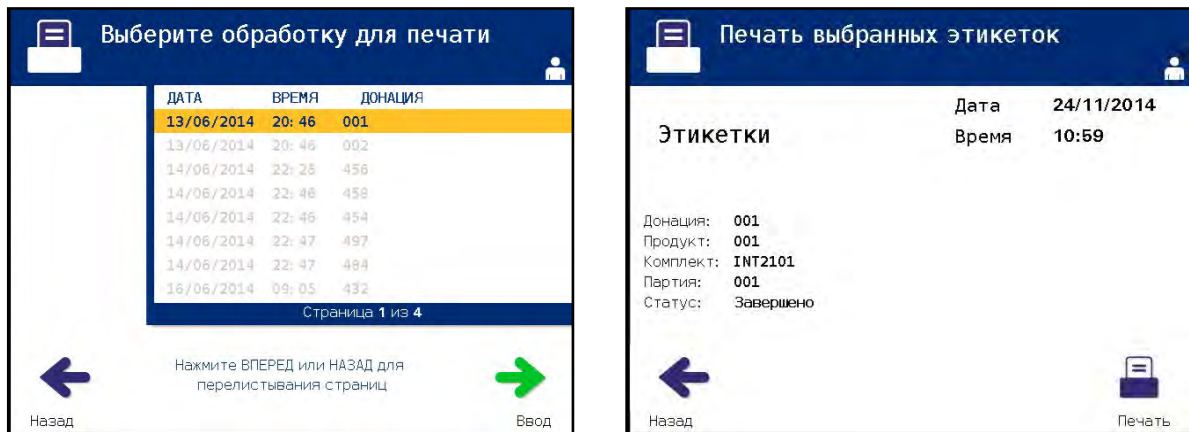 Выберите обработку для печати
ДАТА ВРЕМЯ ДОНАЦИЯ
13/06/2014 20:46 001
13/06/2014 20:46 002
14/06/2014 22:28 456
14/06/2014 22:46 458
14/06/2014 22:46 454
14/06/2014 22:47 497
14/06/2014 22:47 484
16/06/2014 09:05 432
Страница 1 из 4
Нажмите ВПЕРЕД или НАЗАД для
перелистывания страниц
Назад
Ввод
Печать выбранных этикеток
Дата 24/11/2014
Этикетки
Время 10:59
Донация: 001
Продукт: 001
Комплект: INT2101
Партия: 001
Статус: Завершено
Назад
Печать